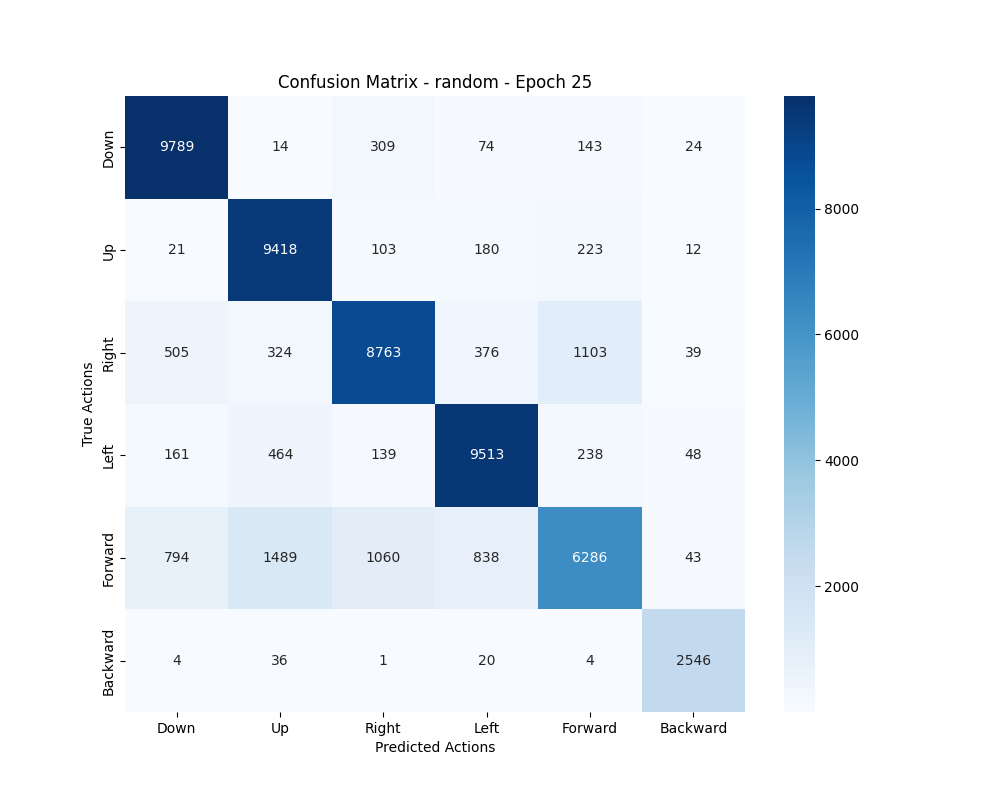 Confusion Matrix - random - Epoch 25
Down 9789 14 309 74 143 24
Up 21 9418 103 180 223 12
Right 505 324 8763 376 1103 39
Left 161 464 139 9513 238 48
Forward 794 1489 1060 838 6286 43
Backward 4 36 1 20 4 2546
True Actions
Down Up Right Left Forward Backward
Predicted Actions
8000
6000
4000
2000